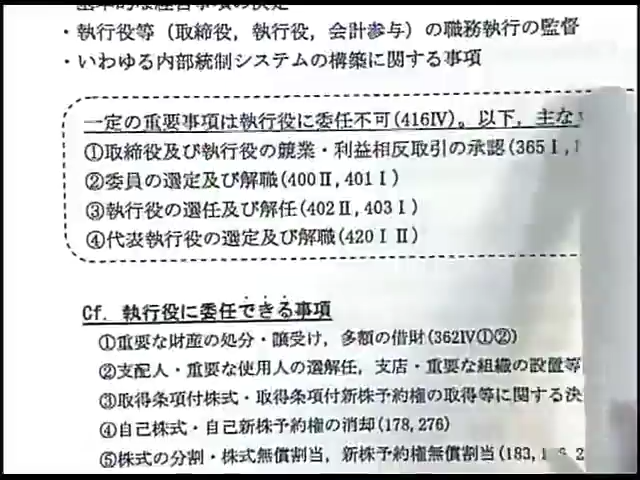 基本的な経営事項の決定
・執行役等（取締役，執行役，会計参与）の職務執行の監督
・いわゆる内部統制システムの構築に関する事項
一定の重要事項は執行役に委任不可(416Ⅳ)。以下，主な
①取締役及び執行役の競業・利益相反取引の承認(365Ⅰ,
②委員の選定及び解職(400Ⅱ,401Ⅰ)
③執行役の選任及び解任(402Ⅱ,403Ⅰ)
④代表執行役の選定及び解職(420ⅠⅡ)
Cf. 執行役に委任できる事項
①重要な財産の処分・譲受け，多額の借財(362Ⅳ①②)
②支配人・重要な使用人の選解任，支店・重要な組織の設置等
③取得条項付株式・取得条項付新株予約権の取得等に関する決
④自己株式・自己新株予約権の消却(178,276)
⑤株式の分割・株式無償割当，新株予約権無償割当(183,